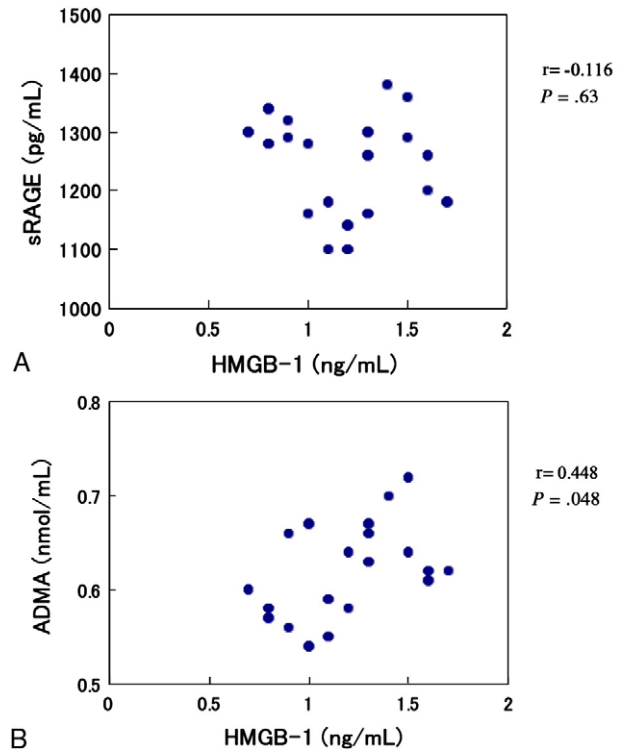 1500
1400
1300
1200
1100
1000
sRAGE (pg/mL)
0
0.5
1
1.5
2
HMGB-1 (ng/mL)
r= -0.116
P = .63
A
0.8
0.7
0.6
0.5
ADMA (nmol/mL)
0
0.5
1
1.5
2
HMGB-1 (ng/mL)
r= 0.448
P = .048
B